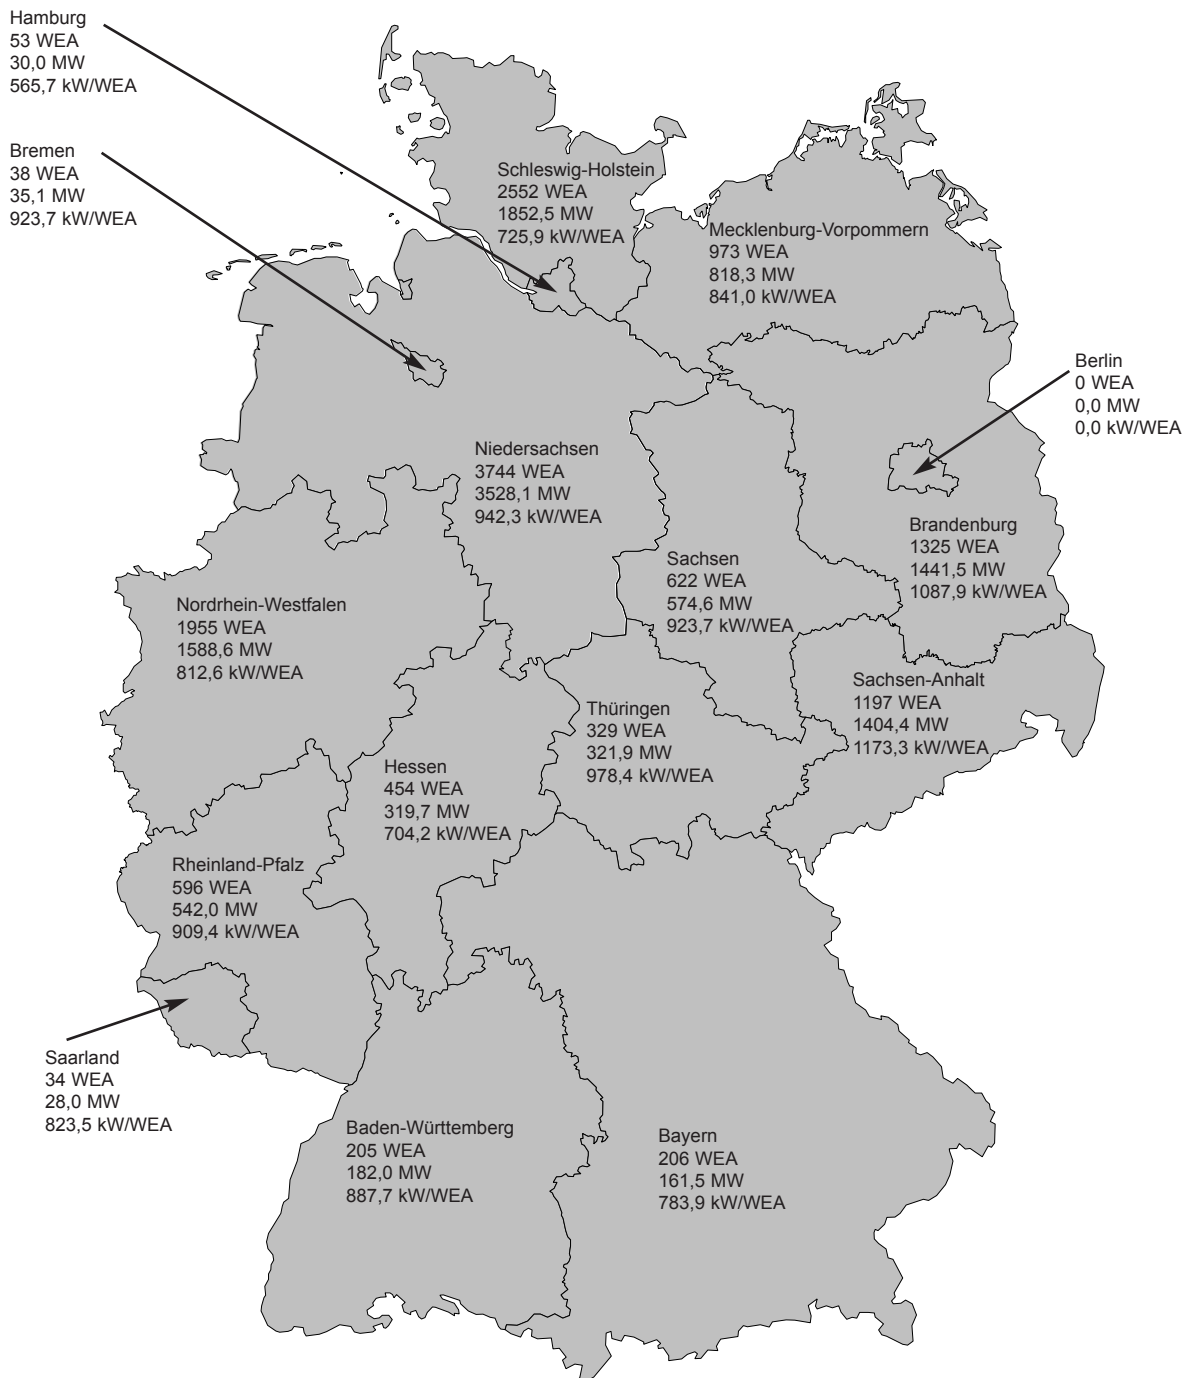 Hamburg
53 WEA
30,0 MW
565,7 kW/WEA
Bremen
38 WEA
35,1 MW
923,7 kW/WEA
Schleswig-Holstein
2552 WEA
1852,5 MW
725,9 kW/WEA
Mecklenburg-Vorpommern
973 WEA
818,3 MW
841,0 kW/WEA
Berlin
0 WEA
0,0 MW
0,0 kW/WEA
Niedersachsen
3744 WEA
3528,1 MW
942,3 kW/WEA
Brandenburg
1325 WEA
1441,5 MW
1087,9 kW/WEA
Sachsen
622 WEA
574,6 MW
923,7 kW/WEA
Nordrhein-Westfalen
1955 WEA
1588,6 MW
812,6 kW/WEA
Sachsen-Anhalt
1197 WEA
1404,4 MW
1173,3 kW/WEA
Thüringen
329 WEA
321,9 MW
978,4 kW/WEA
Hessen
454 WEA
319,7 MW
704,2 kW/WEA
Rheinland-Pfalz
596 WEA
542,0 MW
909,4 kW/WEA
Saarland
34 WEA
28,0 MW
823,5 kW/WEA
Baden-Württemberg
205 WEA
182,0 MW
887,7 kW/WEA
Bayern
206 WEA
161,5 MW
783,9 kW/WEA